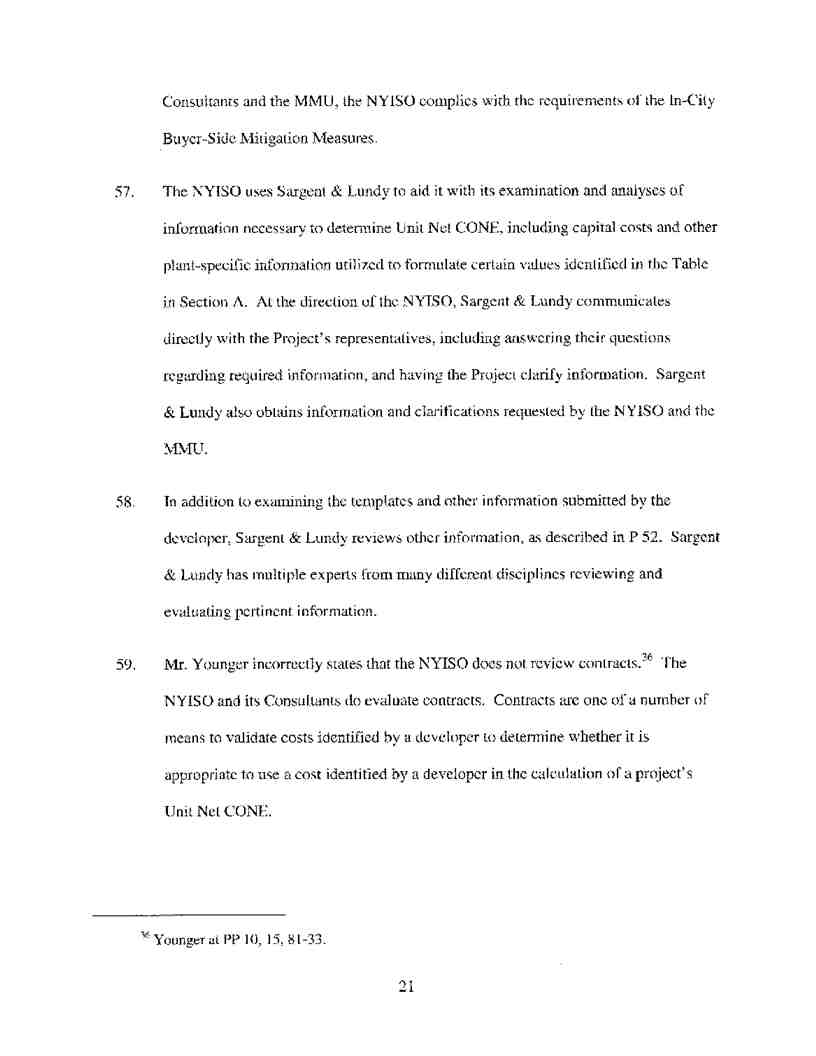 Consultants and the MMU, the NYISO complies with the requirements of the In-City
Buyer-Side Mitigation Measures.
57. The NYISO uses Sargent & Lundy to aid it with its examination and analyses of
information necessary to determine Unit Net CONE, including capital costs and other
plant-specific information utilized to formulate certain values identified in the Table
in Section A. At the direction of the NYISO, Sargent & Lundy communicates
directly with the Project's representatives, including answering their questions
regarding required information, and having the Project clarify information. Sargent
& Lundy also obtains information and clarifications requested by the NYISO and the
MMU.
58. In addition to examining the templates and other information submitted by the
developer, Sargent & Lundy reviews other information, as described in P 52. Sargent
& Lundy has multiple experts from many different disciplines reviewing and
evaluating pertinent information.
59. Mr. Younger incorrectly states that the NYISO does not review contracts.36 The
NYISO and its Consultants do evaluate contracts. Contracts are one of a number of
means to validate costs identified by a developer to determine whether it is
appropriate to use a cost identified by a developer in the calculation of a project's
Unit Net CONE.
36 Younger at PP 10, 15, 81-33.
21